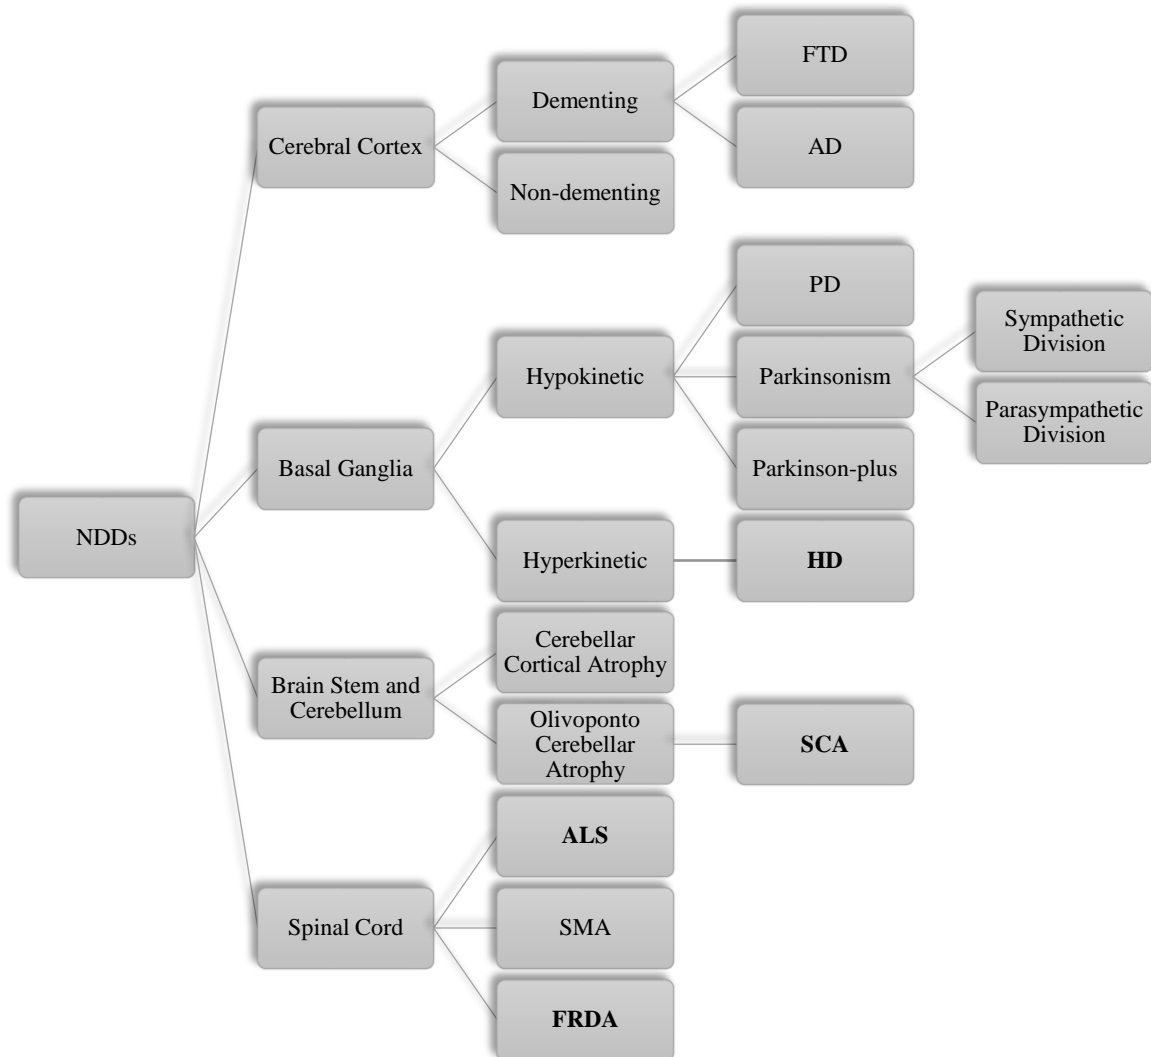 FTD
Dementing
Cerebral Cortex
AD
Non-dementing
PD
Sympathetic
Division
Hypokinetic
Parkinsonism
Parasympathetic
Division
Basal Ganglia
Parkinson-plus
NDDs
Hyperkinetic
HD
Cerebellar
Cortical Atrophy
Brain Stem and
Cerebellum
Olivoponto
Cerebellar
Atrophy
SCA
ALS
Spinal Cord
SMA
FRDA